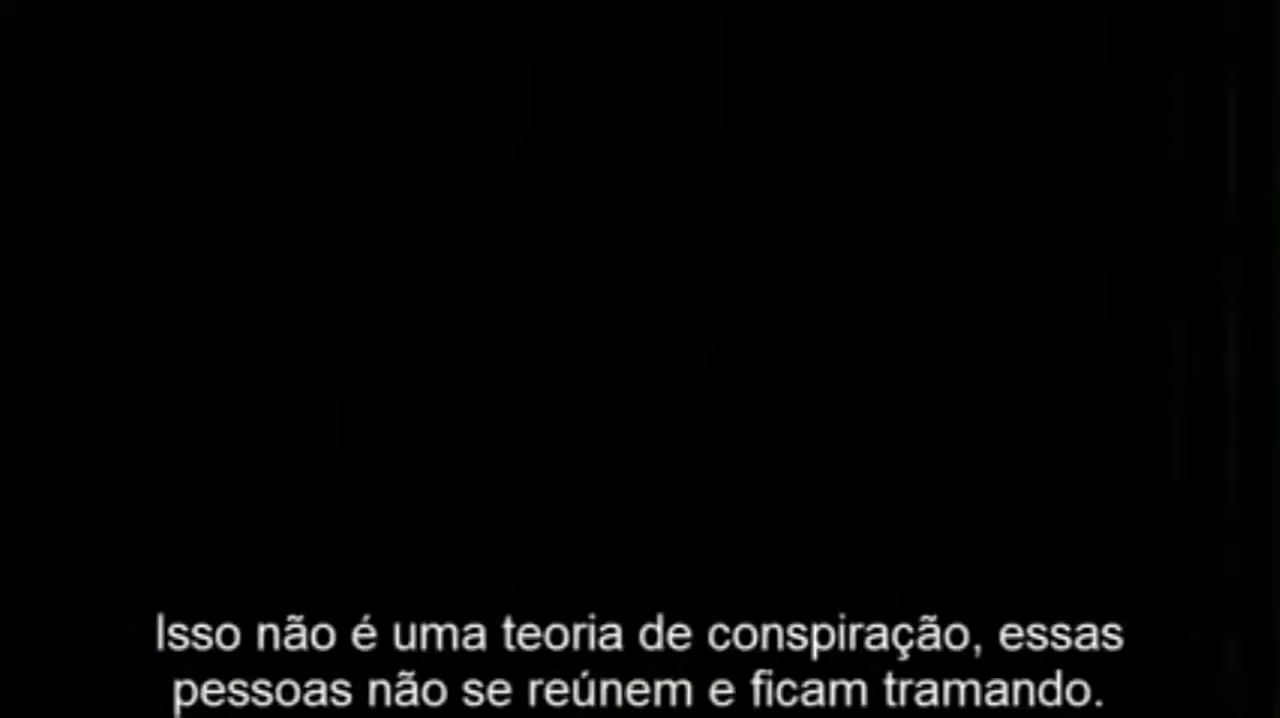 Isso não é uma teoria de conspiração, essas
pessoas não se reúnem e ficam tramando.